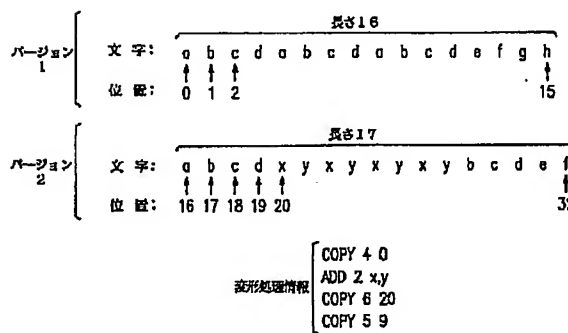 長さ16
バージョン 1
文字: a b c d a b c d a b c d e f g h
位置: 0 1 2 15
長さ17
バージョン 2
文字: a b c d x y x y x y x y b c d e f
位置: 16 17 18 19 20 32
変形処理情報
COPY 4 0
ADD 2 x,y
COPY 6 20
COPY 5 9